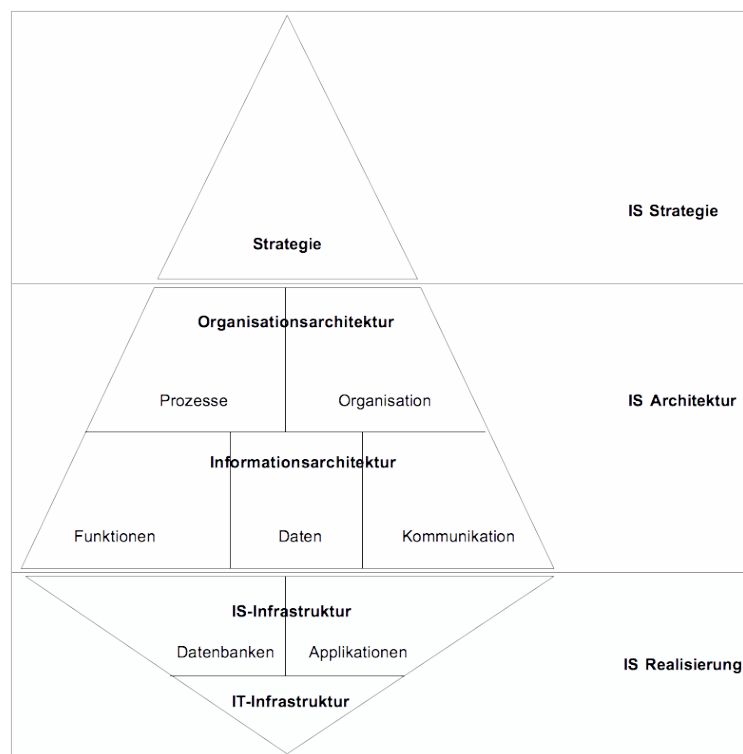 IS Strategie
Strategie
Organisationsarchitektur
Prozesse
Organisation
IS Architektur
Informationsarchitektur
Funktionen
Daten
Kommunikation
IS-Infrastruktur
Datenbanken
Applikationen
IS Realisierung
IT-Infrastruktur